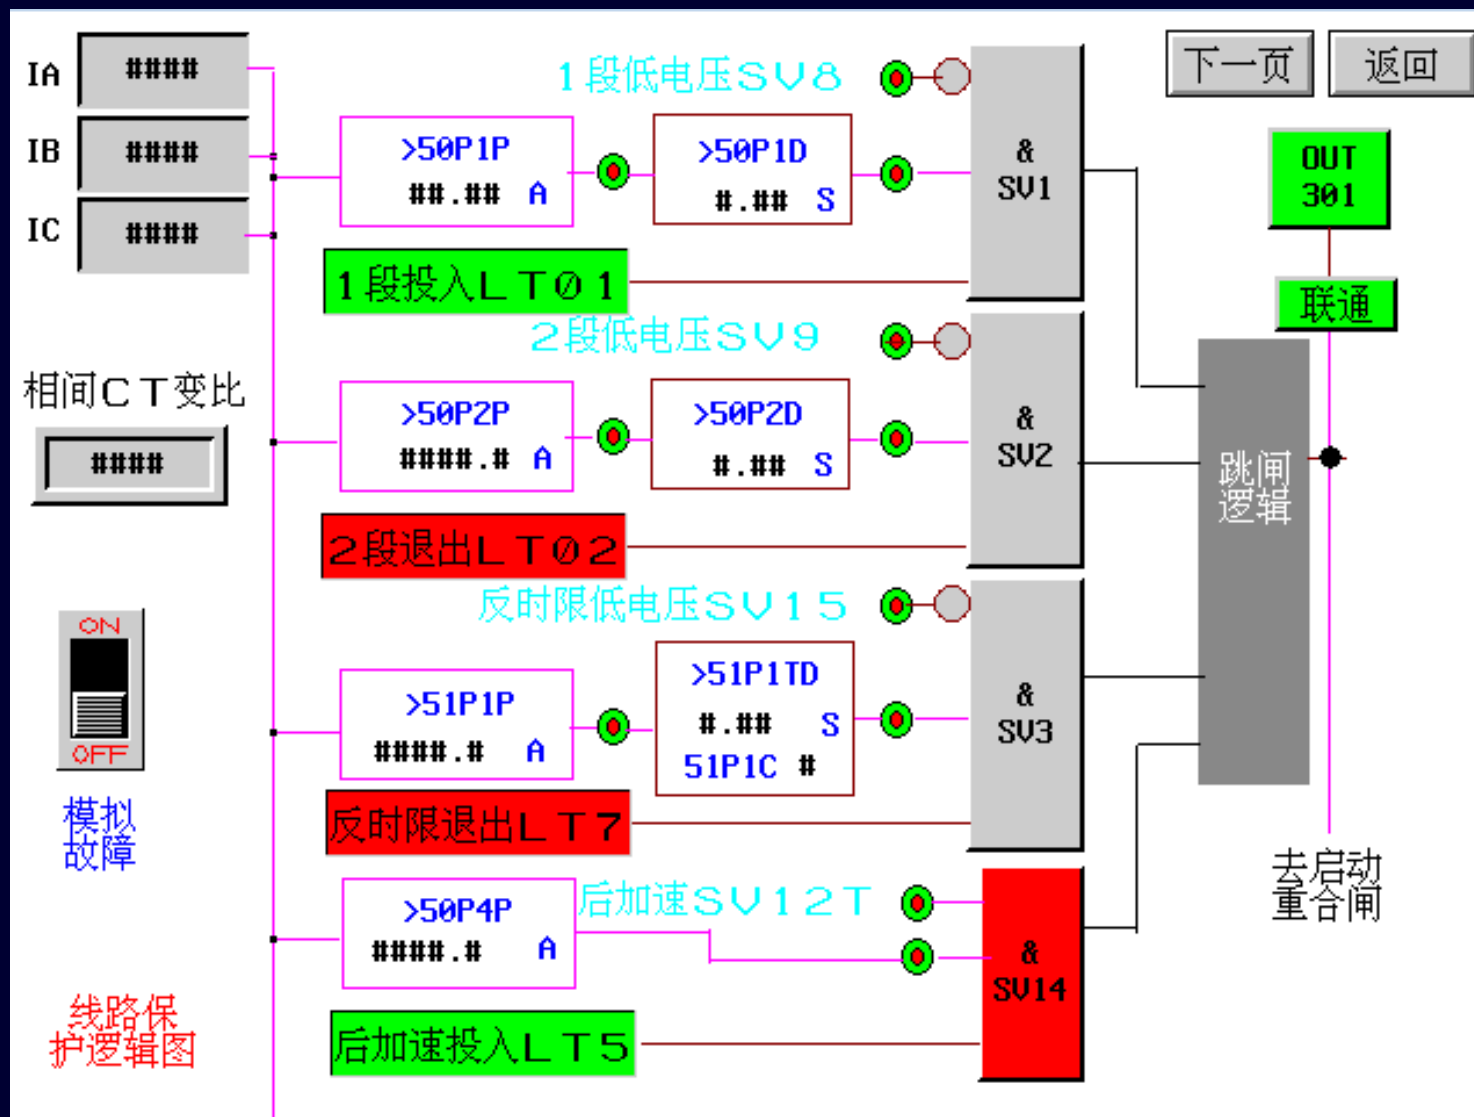 IA ####
IB ####
IC ####
1段低电压SV8
下一页
返回
>50P1P
##.## A
>50P1D
#.## S
&
SV1
OUT
301
1段投入LT01
联通
2段低电压SV9
相间CT变比
####
>50P2P
####.# A
>50P2D
#.## S
&
SV2
跳闸
逻辑
2段退出LT02
反时限低电压SV15
ON
OFF
模拟
故障
>51P1P
####.# A
>51P1TD
#.## S
51P1C #
&
SV3
反时限退出LT7
去启动
重合闸
后加速SV12T
>50P4P
####.# A
&
SV14
线路保
护逻辑图
后加速投入LT5